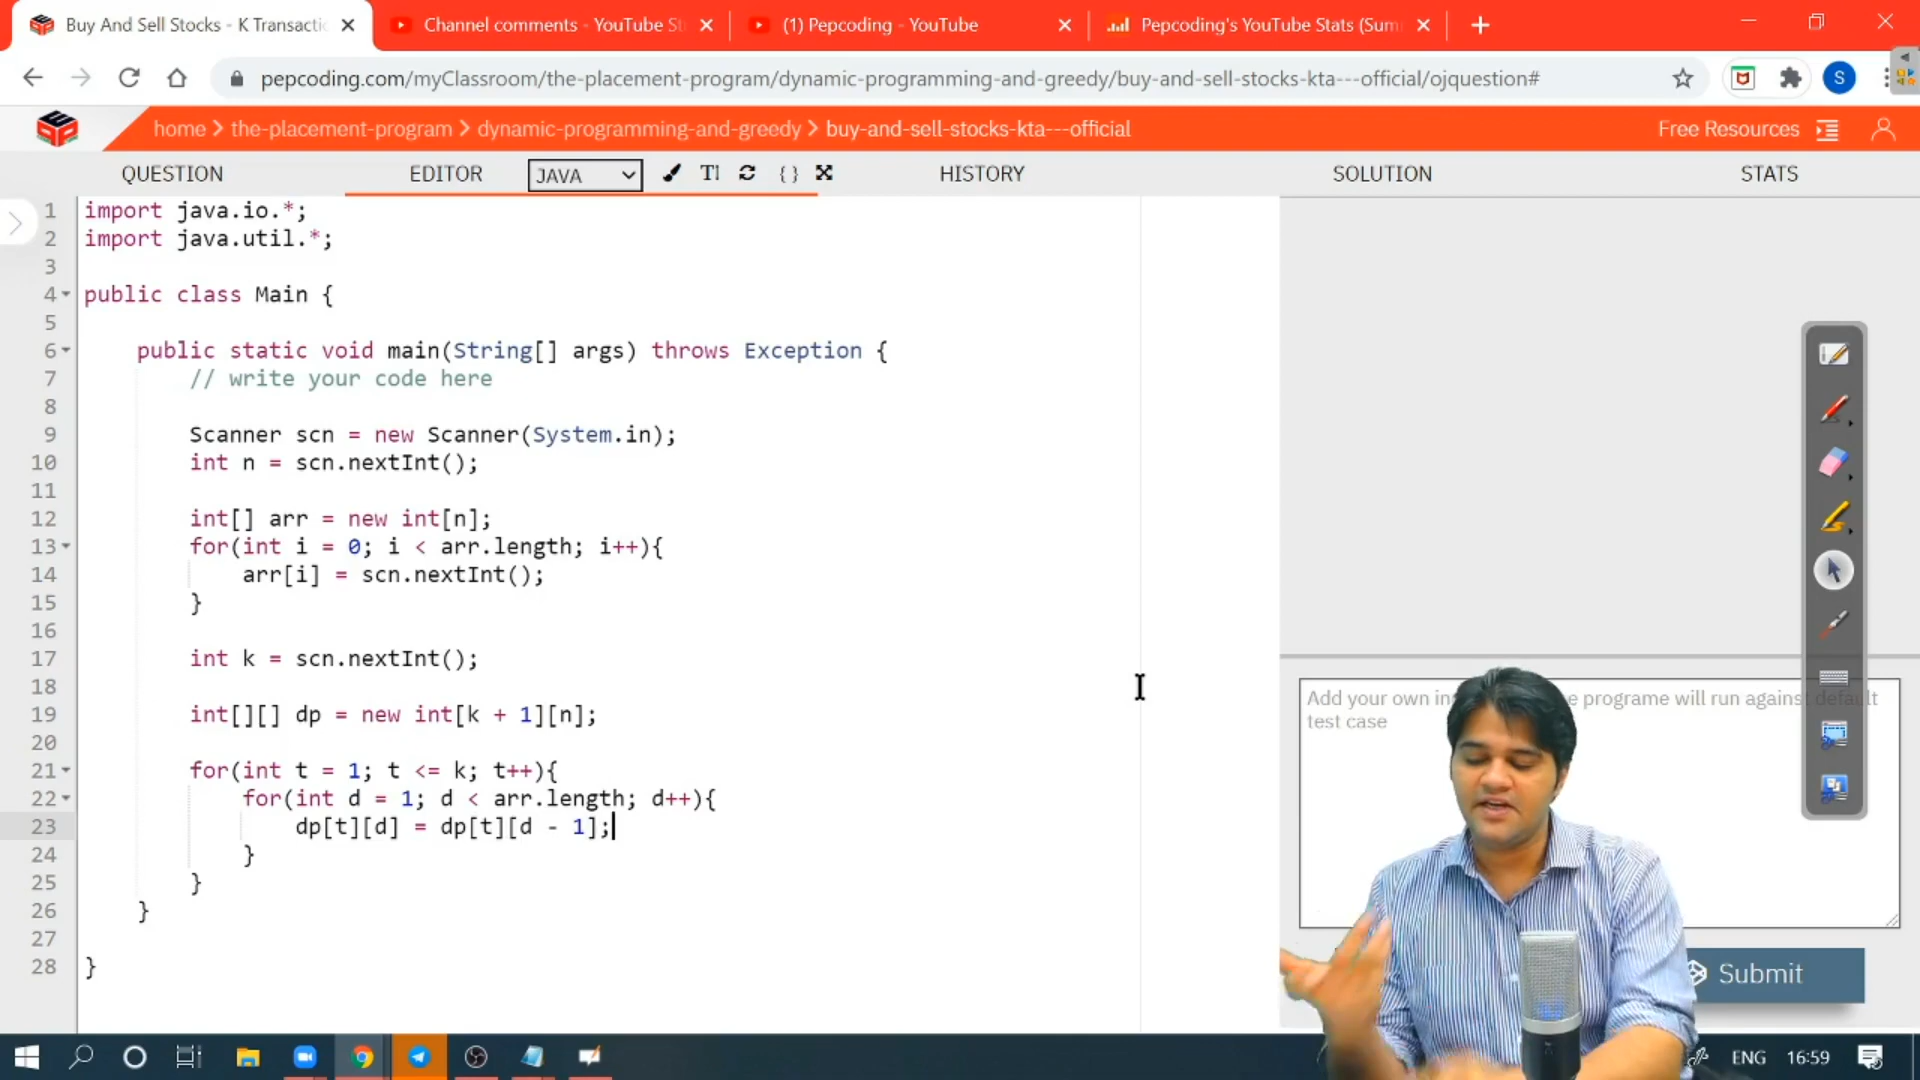 Buy And Sell Stocks - K Transactio
Channel comments - YouTube St
(1) Pepcoding - YouTube
Pepcoding's YouTube Stats (Sum
pepcoding.com/myClassroom/the-placement-program/dynamic-programming-and-greedy/buy-and-sell-stocks-kta---official/ojquestion#
S
home > the-placement-program > dynamic-programming-and-greedy > buy-and-sell-stocks-kta---official
Free Resources
QUESTION
EDITOR
JAVA
T|
{ }
HISTORY
SOLUTION
STATS
1 import java.io.*;
2 import java.util.*;
3
4 public class Main {
5
6 public static void main(String[] args) throws Exception {
7 // write your code here
8
9 Scanner scn = new Scanner(System.in);
10 int n = scn.nextInt();
11
12 int[] arr = new int[n];
13 for(int i = 0; i < arr.length; i++){
14 arr[i] = scn.nextInt();
15 }
16
17 int k = scn.nextInt();
18
19 int[][] dp = new int[k + 1][n];
20
21 for(int t = 1; t <= k; t++){
22 for(int d = 1; d < arr.length; d++){
23 dp[t][d] = dp[t][d - 1];
24 }
25 }
26 }
27
28 }
Add your own in e programe will run against default
test case
Submit
ENG
16:59